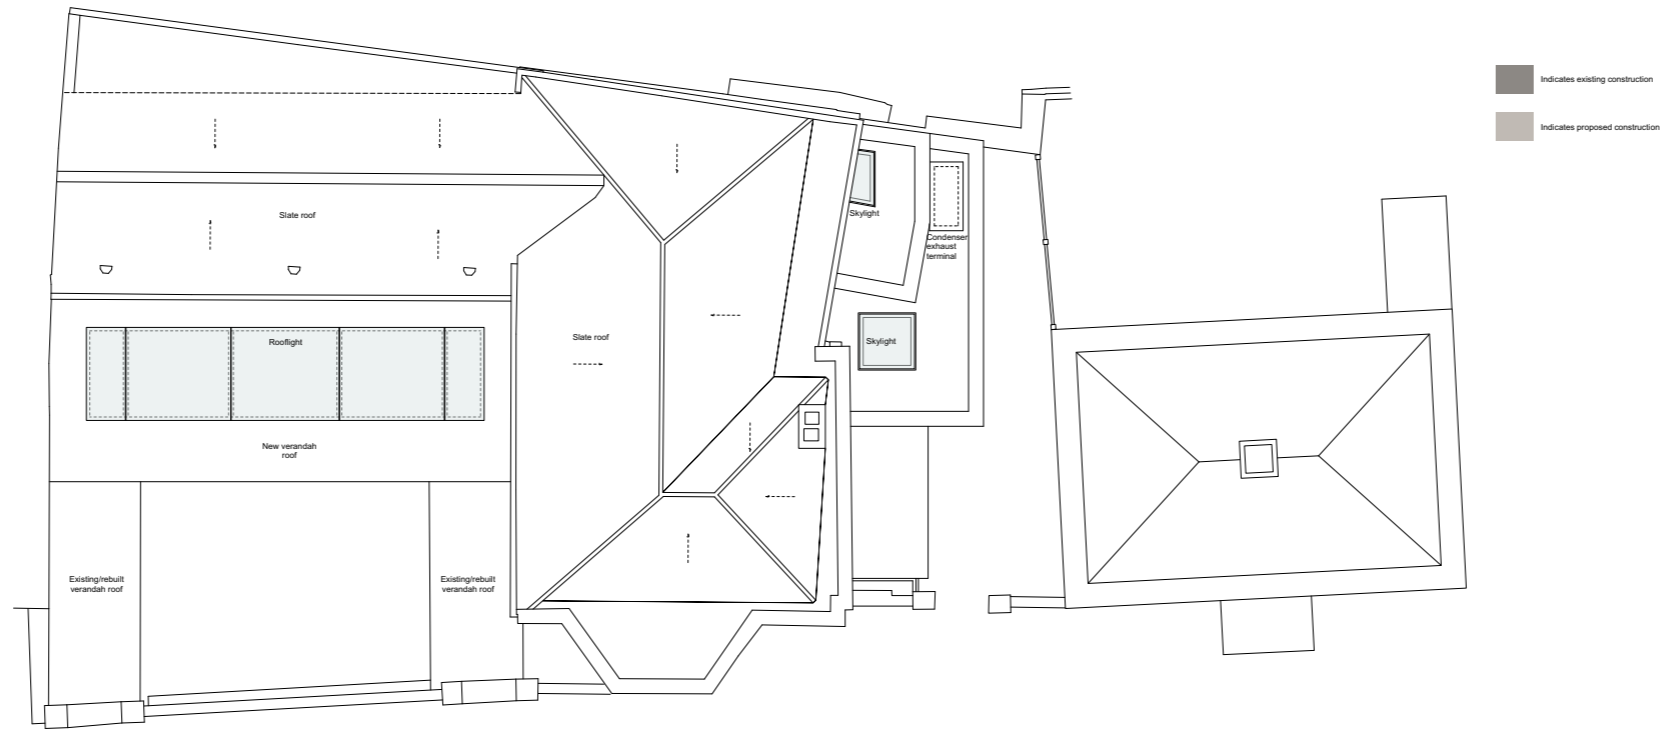 Indicates existing construction
Indicates proposed construction
Slate roof
Skylight
Condenser
exhaust
terminal
Rooflight
Slate roof
Skylight
New verandah
roof
Existing/rebuilt
verandah roof
Existing/rebuilt
verandah roof